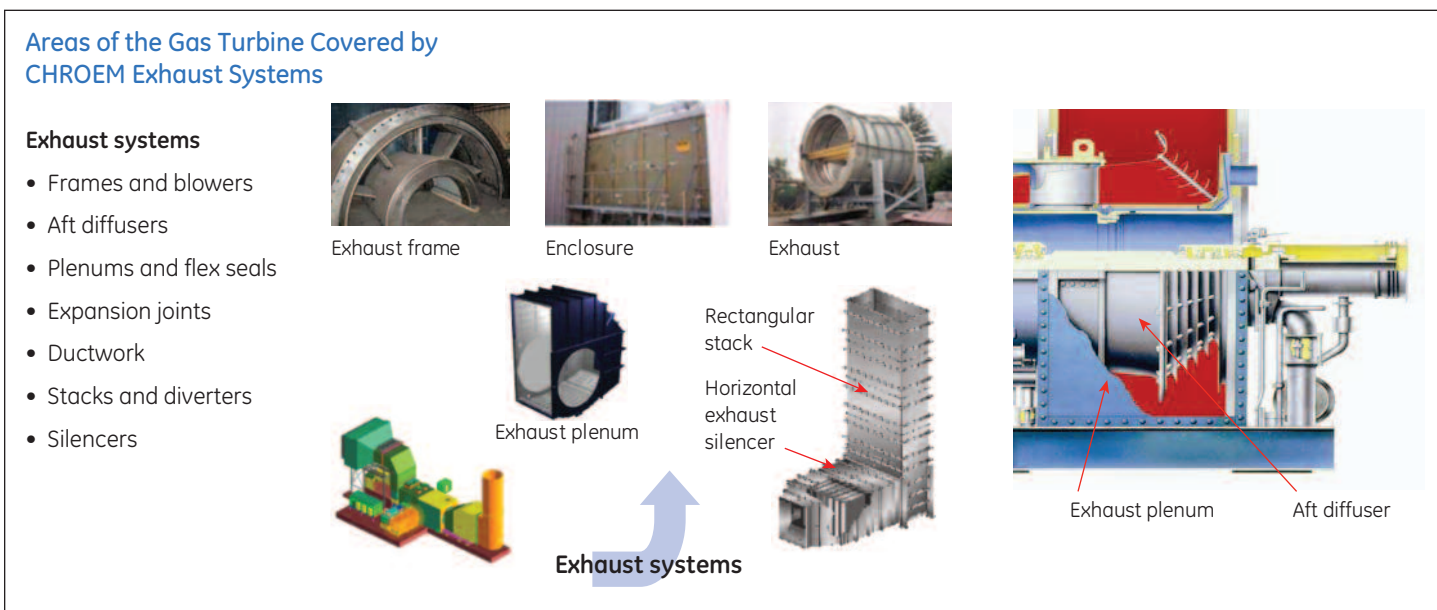 Areas of the Gas Turbine Covered by
CHROEM Exhaust Systems
Exhaust systems
• Frames and blowers
• Aft diffusers
• Plenums and flex seals
• Expansion joints
• Ductwork
• Stacks and diverters
• Silencers
Exhaust frame
Enclosure
Exhaust
Exhaust plenum
Rectangular
stack
Horizontal
exhaust
silencer
Exhaust systems
Exhaust plenum
Aft diffuser